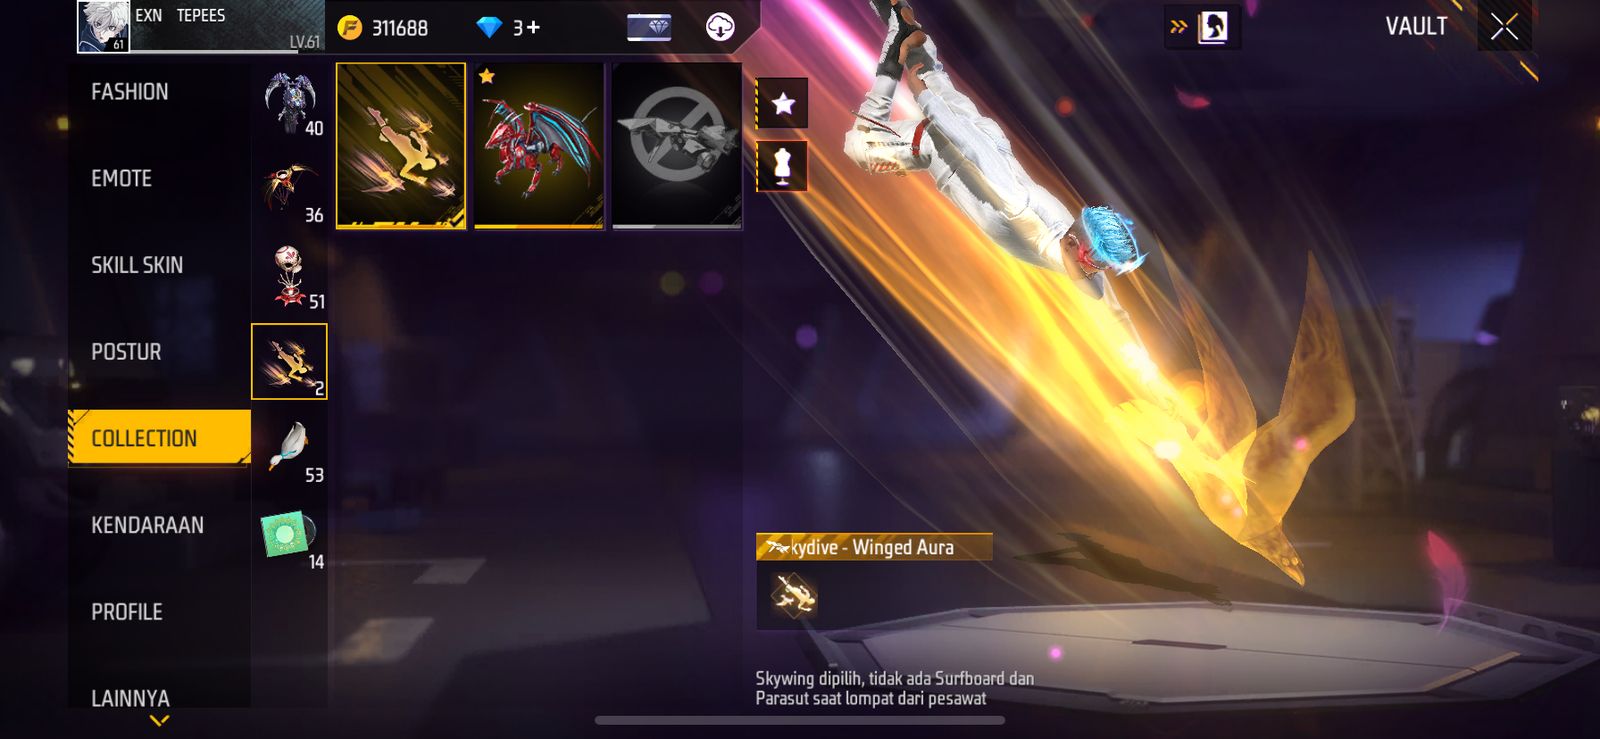 EXN TEPEES
61
LV.61
311688
3+
VAULT
FASHION
EMOTE
SKILL SKIN
POSTUR
COLLECTION
KENDARAAN
PROFILE
LAINNYA
40
36
51
2
53
14
kydive - Winged Aura
Skywing dipilih, tidak ada Surfboard dan
Parasut saat lompat dari pesawat